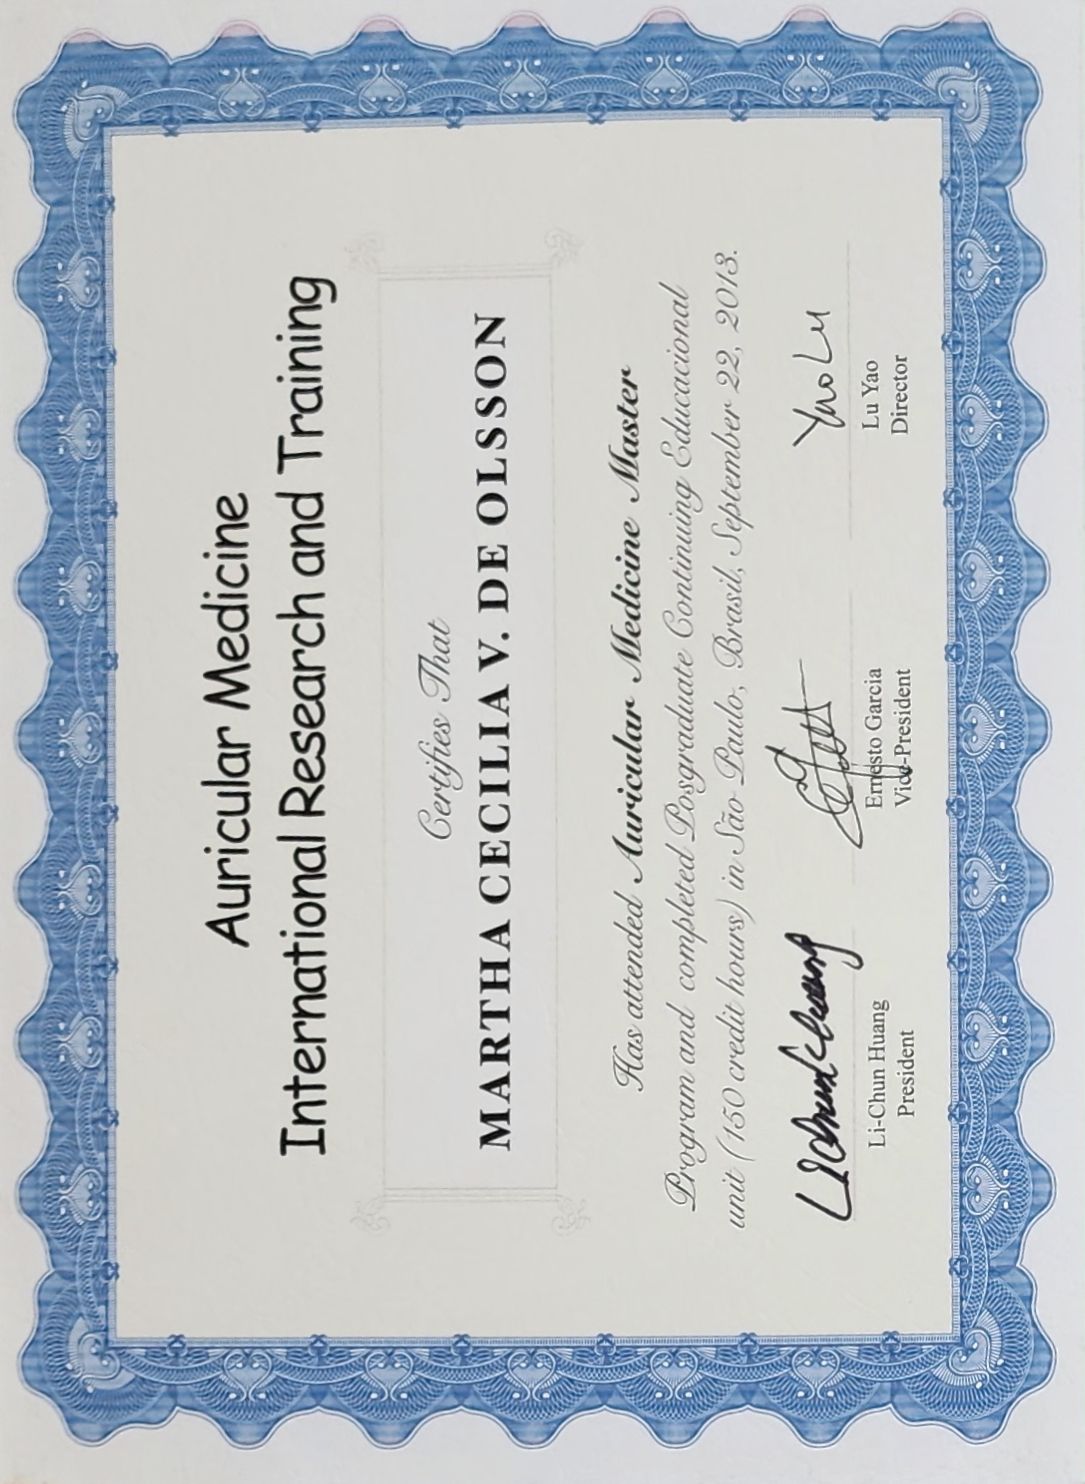 Auricular Medicine
International Research and Training
Certifies That
MARTHA CECILIA V. DE OLSSON
Has attended Auricular Medicine Master
Program and completed Posgraduate Continuing Educacional
unit (150 credit hours) in São Paulo, Brasil, September 22, 2013.
Li-Chun Huang
President
Ernesto Garcia
Vice-President
Yao Lu
Lu Yao
Director